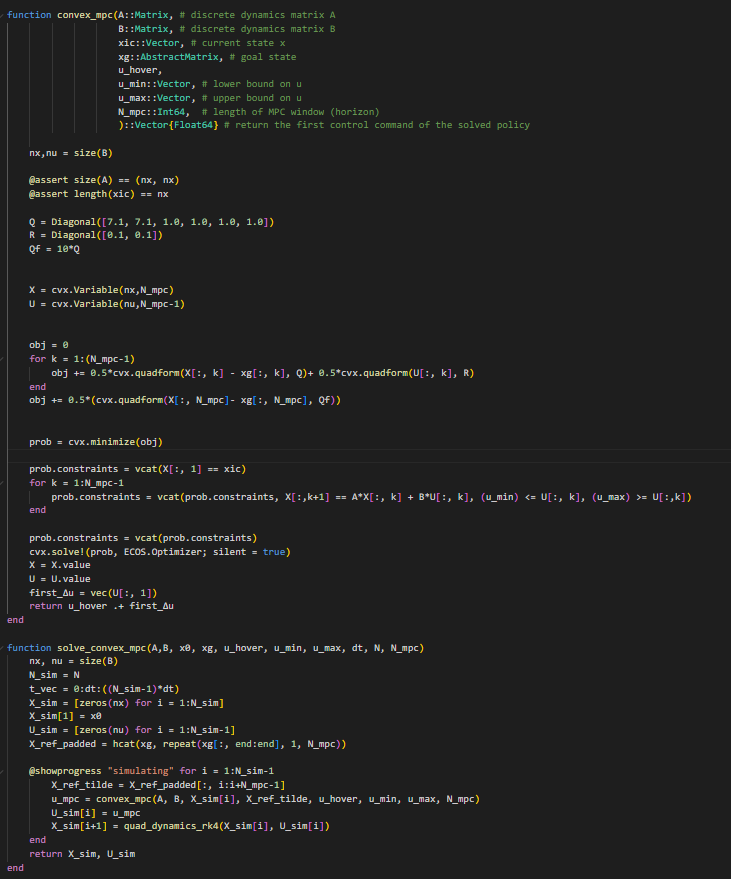 function convex_mpc(A::Matrix, # discrete dynamics matrix A
B::Matrix, # discrete dynamics matrix B
xic::Vector, # current state x
xg::AbstractMatrix, # goal state
u_hover,
u_min::Vector, # lower bound on u
u_max::Vector, # upper bound on u
N_mpc::Int64,  # length of MPC window (horizon)
)::Vector{Float64} # return the first control command of the solved policy
nx,nu = size(B)
@assert size(A) == (nx, nx)
@assert length(xic) == nx
Q = Diagonal([7.1, 7.1, 1.0, 1.0, 1.0, 1.0])
R = Diagonal([0.1, 0.1])
Qf = 10*Q
X = cvx.Variable(nx,N_mpc)
U = cvx.Variable(nu,N_mpc-1)
obj = 0
for k = 1:(N_mpc-1)
obj += 0.5*cvx.quadform(X[:, k] - xg[:, k], Q)+ 0.5*cvx.quadform(U[:, k], R)
end
obj += 0.5*(cvx.quadform(X[:, N_mpc]- xg[:, N_mpc], Qf))
prob = cvx.minimize(obj)
prob.constraints = vcat(X[:, 1] == xic)
for k = 1:N_mpc-1
prob.constraints = vcat(prob.constraints, X[:,k+1] == A*X[:, k] + B*U[:, k], (u_min) <= U[:, k], (u_max) >= U[:,k])
end
prob.constraints = vcat(prob.constraints)
cvx.solve!(prob, ECOS.Optimizer; silent = true)
X = X.value
U = U.value
first_Δu = vec(U[:, 1])
return u_hover .+ first_Δu
end
function solve_convex_mpc(A,B, x0, xg, u_hover, u_min, u_max, dt, N, N_mpc)
nx, nu = size(B)
N_sim = N
t_vec = 0:dt:((N_sim-1)*dt)
X_sim = [zeros(nx) for i = 1:N_sim]
X_sim[1] = x0
U_sim = [zeros(nu) for i = 1:N_sim-1]
X_ref_padded = hcat(xg, repeat(xg[:, end:end], 1, N_mpc))
@showprogress "simulating" for i = 1:N_sim-1
X_ref_tilde = X_ref_padded[:, i:i+N_mpc-1]
u_mpc = convex_mpc(A, B, X_sim[i], X_ref_tilde, u_hover, u_min, u_max, N_mpc)
U_sim[i] = u_mpc
X_sim[i+1] = quad_dynamics_rk4(X_sim[i], U_sim[i])
end
return X_sim, U_sim
end